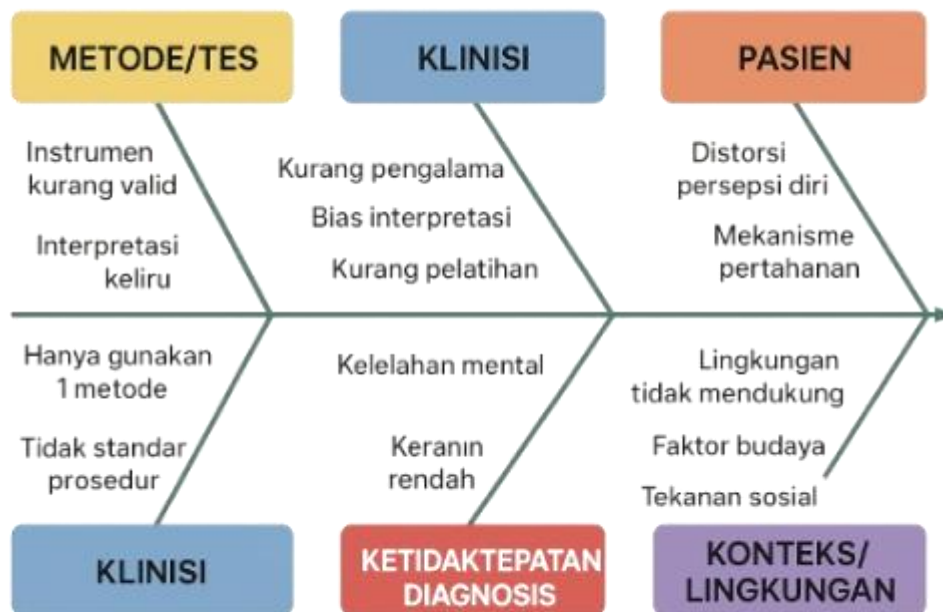 METODE/TES
KLINISI
PASIEN
Instrumen
kurang valid
Interpretasi
keliru
Kurang pengalama
Bias interpretasi
Kurang pelatihan
Distorsi
persepsi diri
Mekanisme
pertahanan
Hanya gunakan
1 metode
Tidak standar
prosedur
Kelelahan mental
Keranın
rendah
Lingkungan
tidak mendukung
Faktor budaya
Tekanan sosial
KLINISI
KETIDAKTEPATAN
DIAGNOSIS
KONTEKS/
LINGKUNGAN